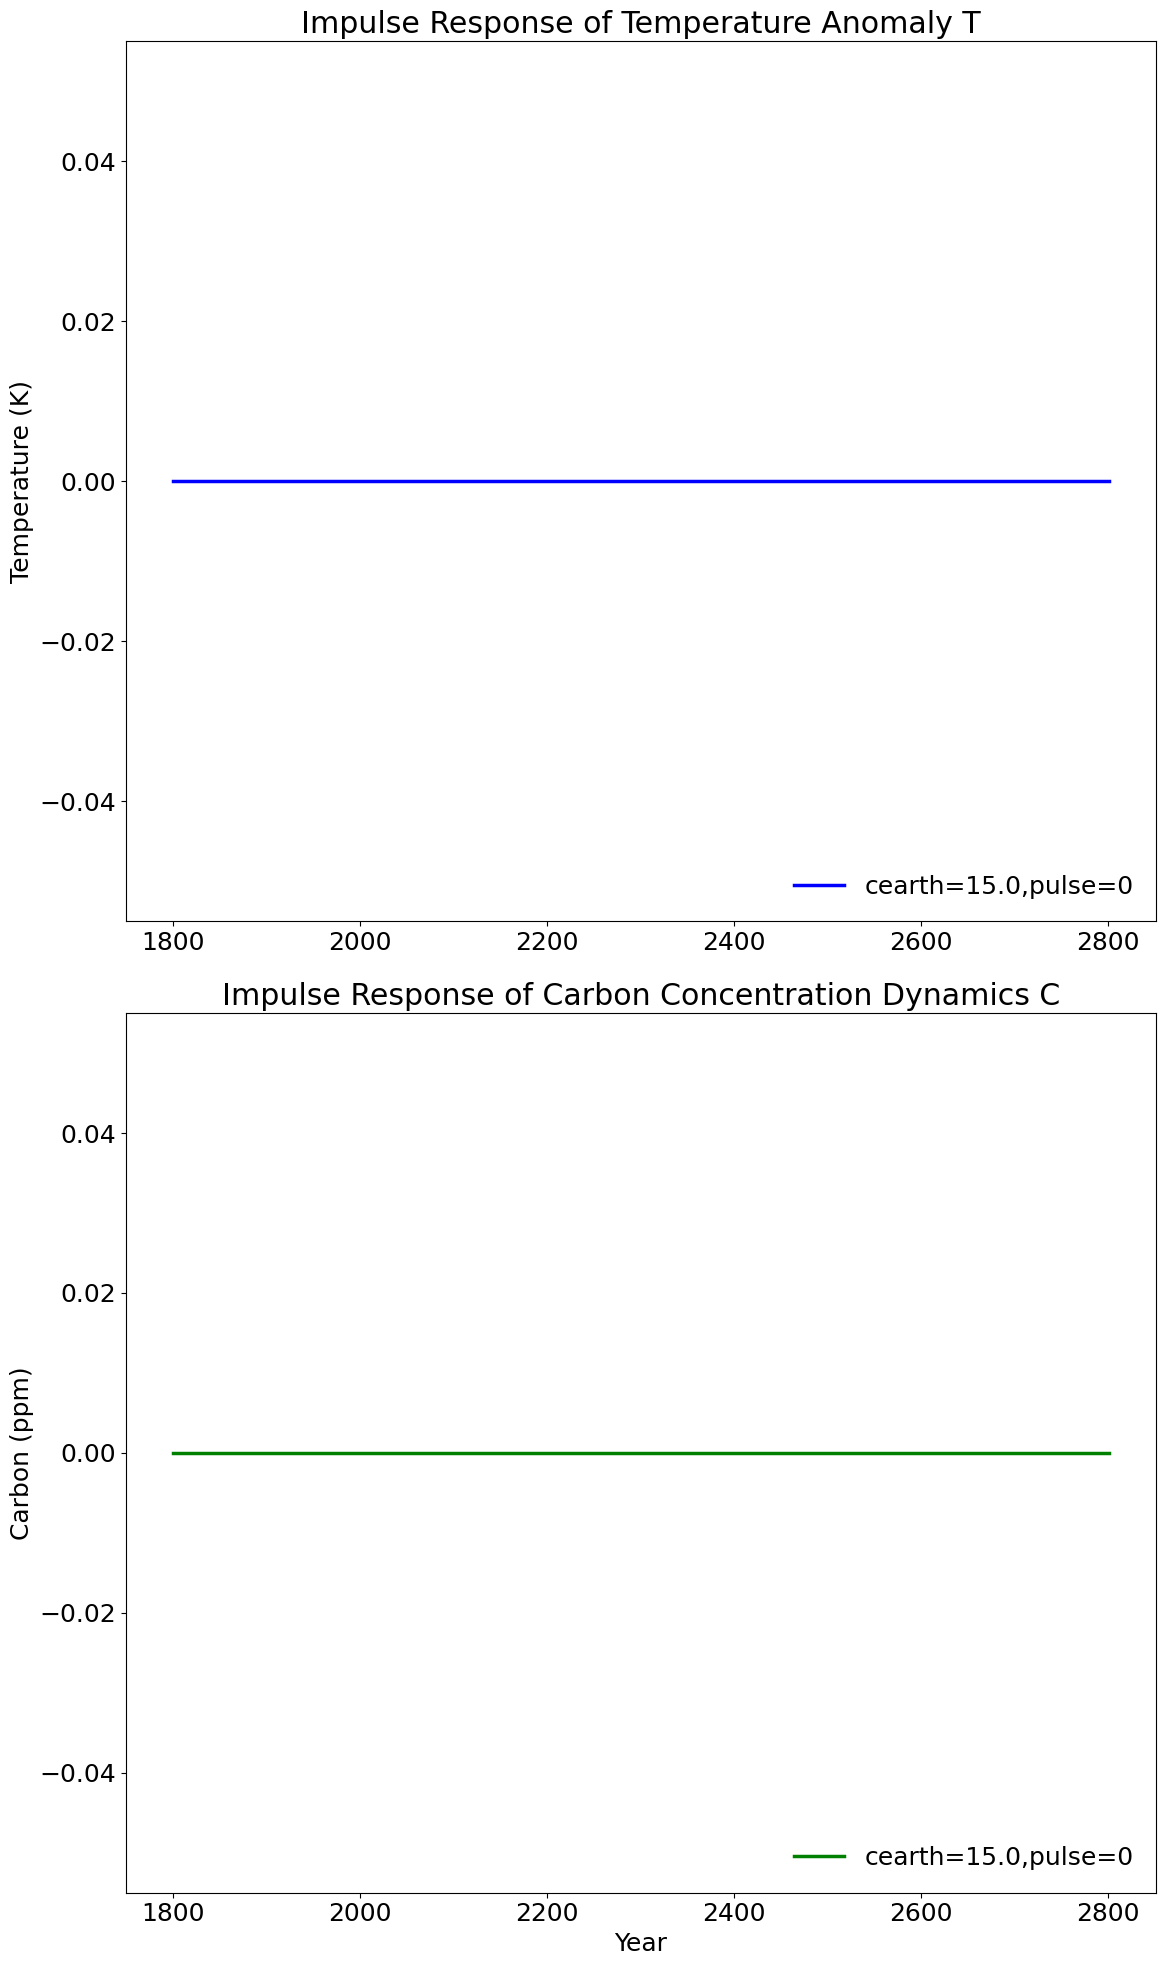 Impulse Response of Temperature Anomaly T
Temperature (K)
0.04
0.02
0.00
−0.02
−0.04
cearth=15.0,pulse=0
1800 2000 2200 2400 2600 2800
Impulse Response of Carbon Concentration Dynamics C
Carbon (ppm)
0.04
0.02
0.00
−0.02
−0.04
cearth=15.0,pulse=0
1800 2000 2200 2400 2600 2800
Year